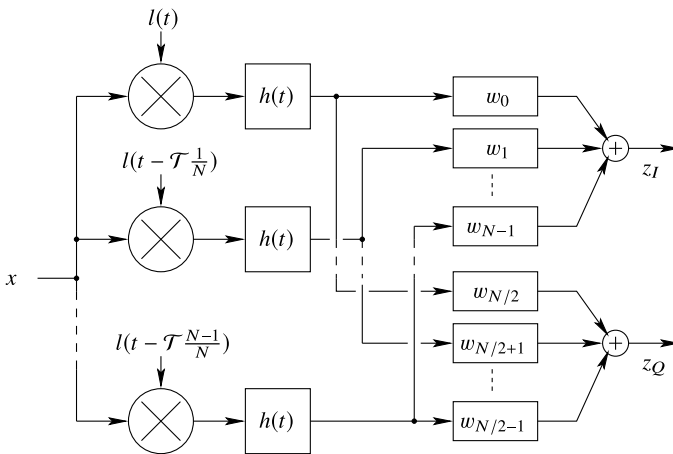 l(t)
h(t)
w_0
l(t - 𝒯 1/N)
w_1
+
z_I
h(t)
w_{N-1}
x
w_{N/2}
l(t - 𝒯 N-1/N)
w_{N/2+1}
+
z_Q
h(t)
w_{N/2-1}